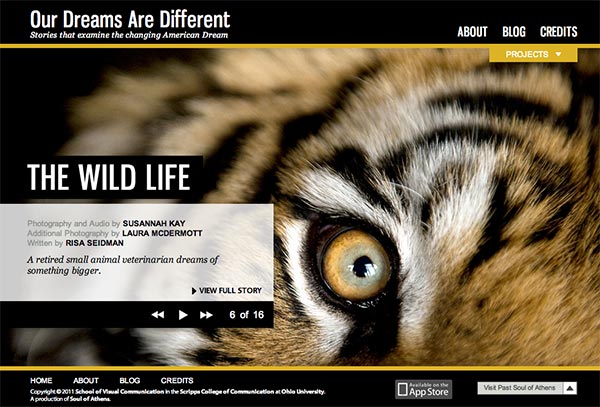 Our Dreams Are Different
Stories that examine the changing American Dream
ABOUT BLOG CREDITS
PROJECTS
THE WILD LIFE
Photography and Audio by SUSANNAH KAY
Additional Photography by LAURA MCDERMOTT
Written by RISA SEIDMAN
A retired small animal veterinarian dreams of
something bigger.
VIEW FULL STORY
6 of 16
HOME ABOUT BLOG CREDITS
Copyright © 2011 School of Visual Communication in the Scripps College of Communication at Ohio University.
A production of Soul of Athens.
Available on the
App Store
Visit Past Soul of Athens